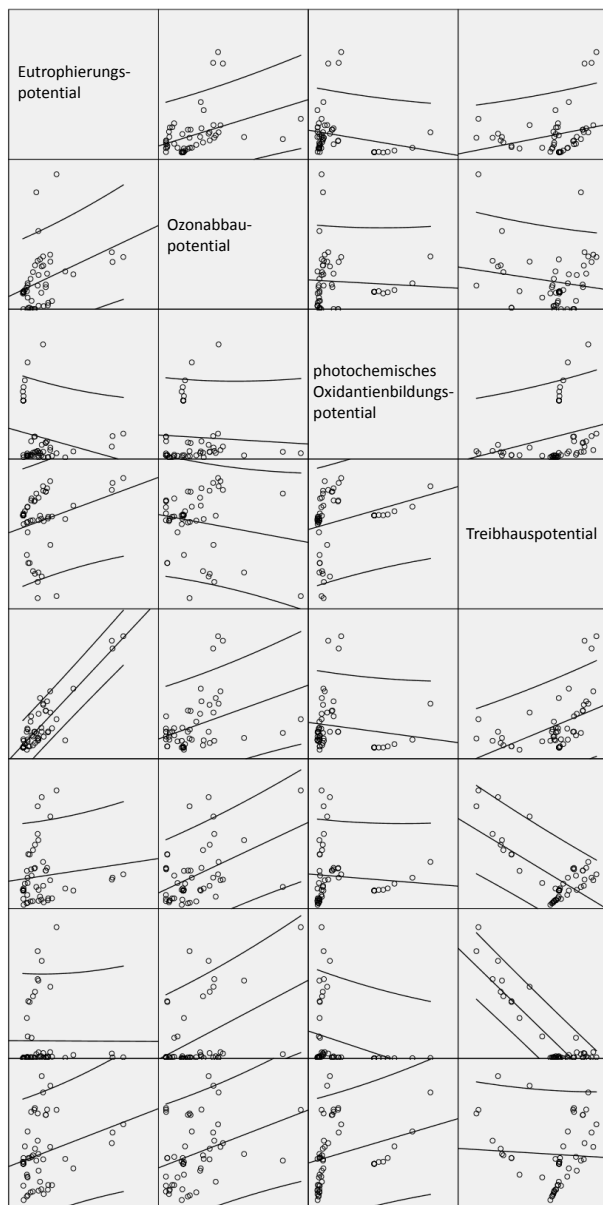 Eutrophierungs-
potential
Ozonabbau-
potential
photochemisches
Oxidantienbildungs-
potential
Treibhauspotential